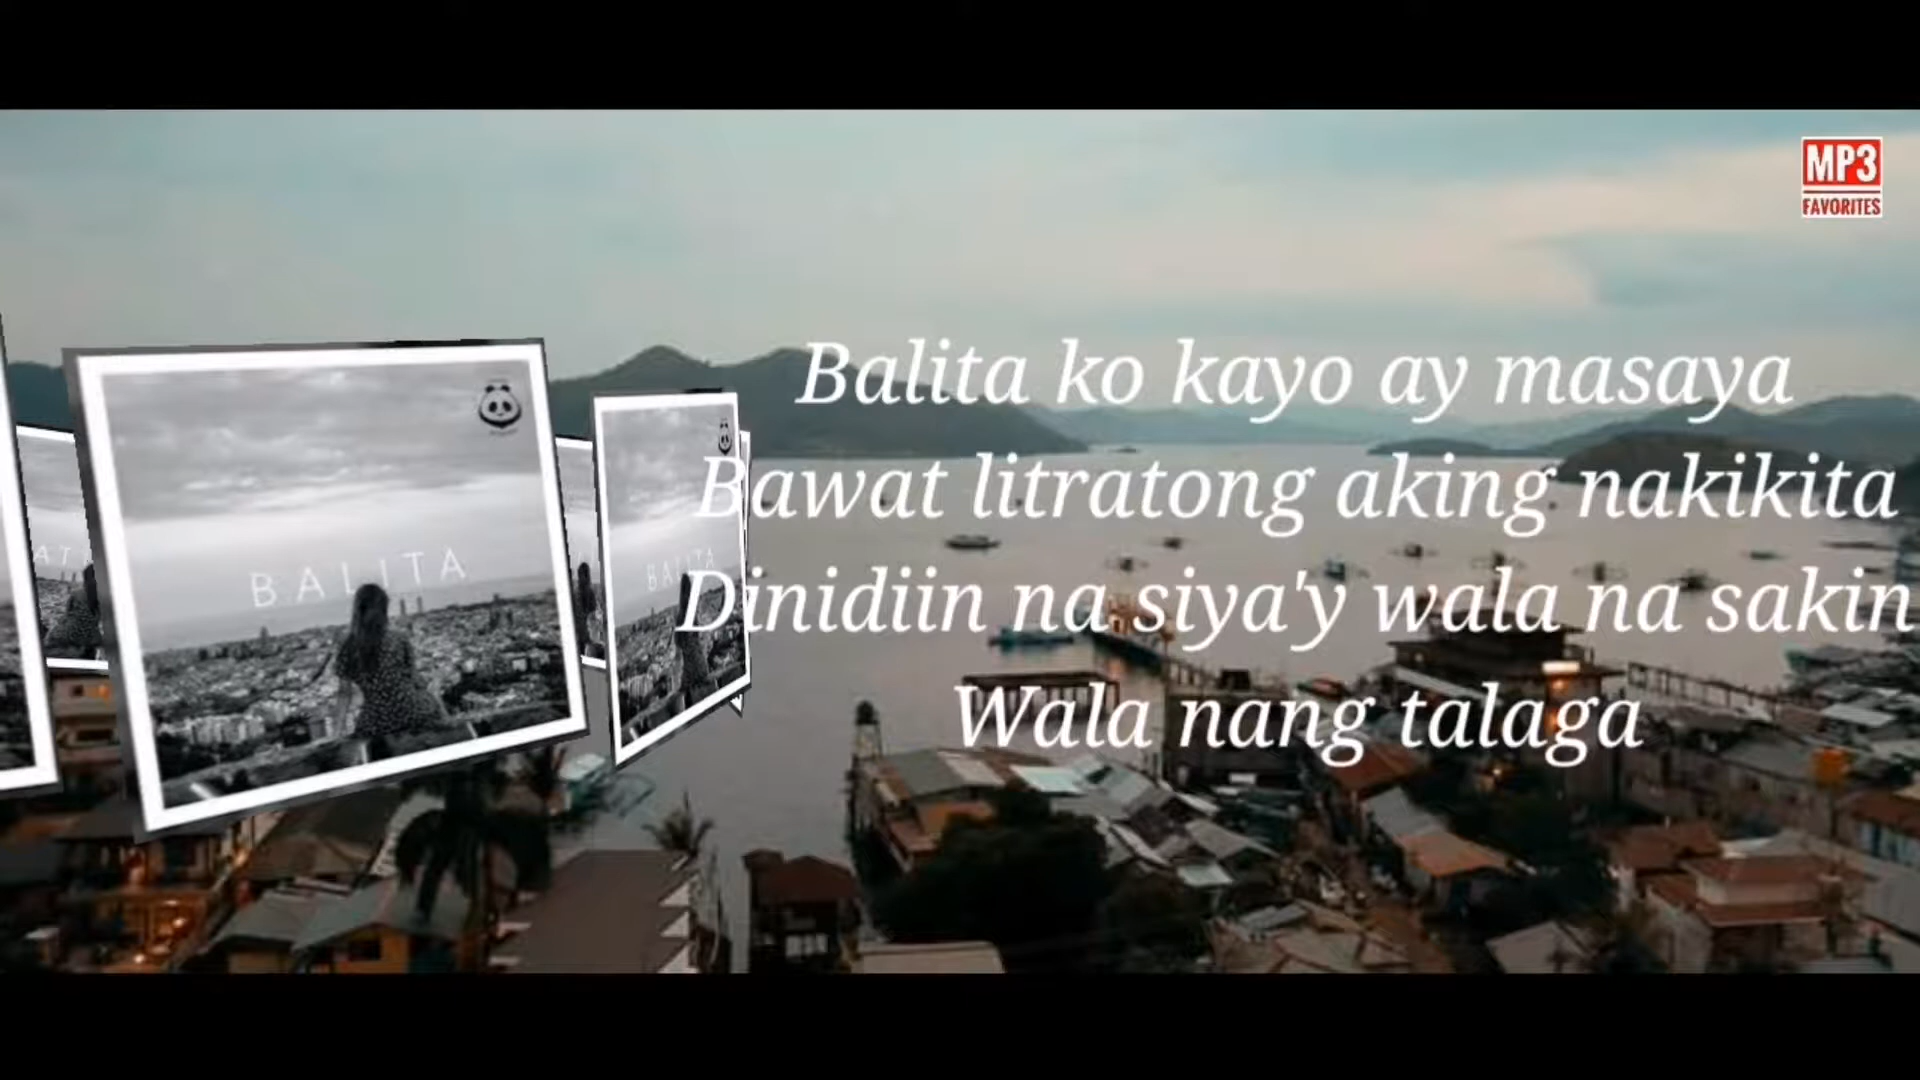 MP3
FAVORITES
Balita ko kayo ay masaya
Bawat litratong aking nakikita
Dinidiin na siya'y wala na sakin
Wala nang talaga
BALITA
BALITA